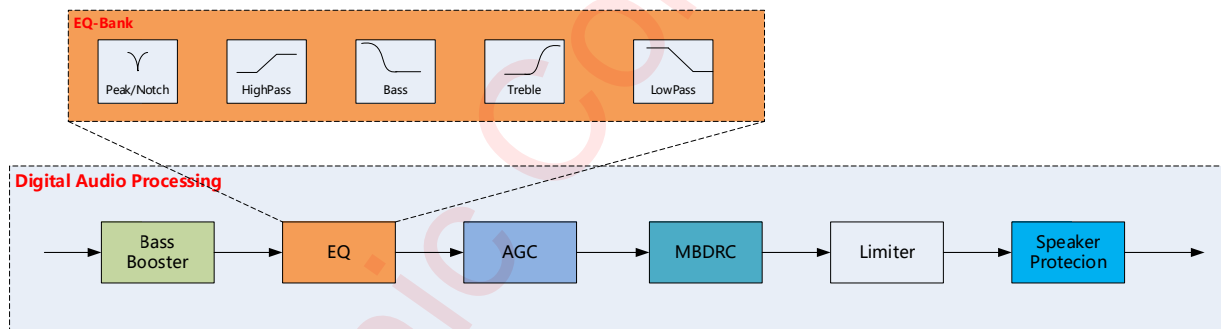 EQ-Bank
Peak/Notch
HighPass
Bass
Treble
LowPass
Digital Audio Processing
Bass
Booster
EQ
AGC
MBDRC
Limiter
Speaker
Protecion